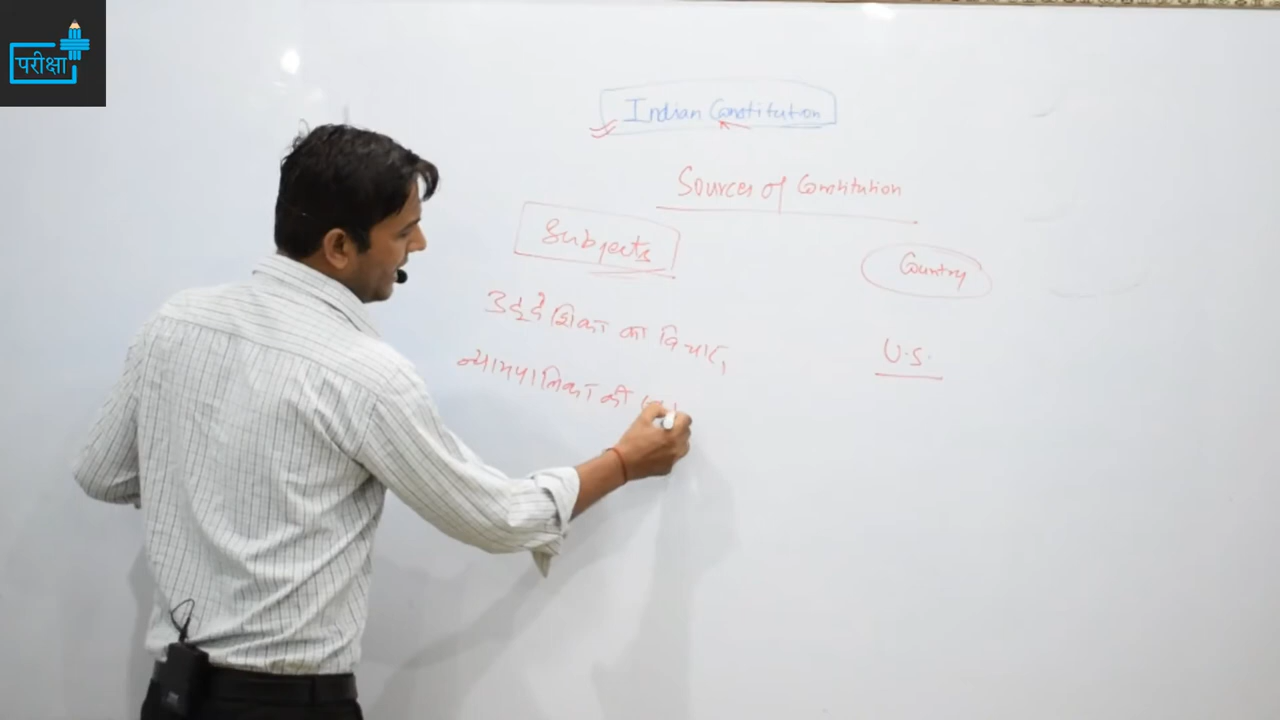 परीक्षा
Indian Constitution
Sources of Constitution
Subjects
Country
उद्देशिका का विचार,
U.S.
न्यायपालिका की